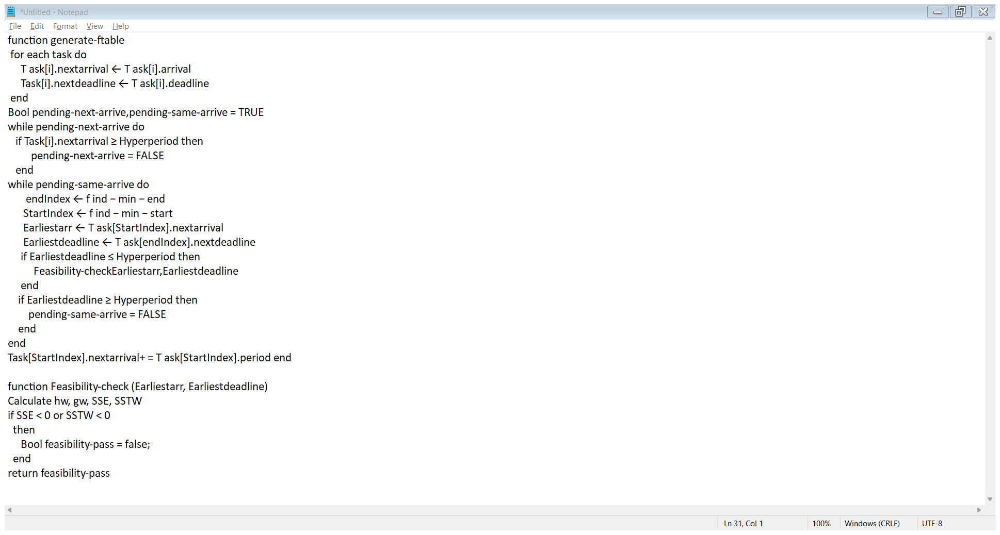 *Untitled - Notepad
File Edit Format View Help
function generate-ftable
for each task do
T ask[i].nextarrival ← T ask[i].arrival
Task[i].nextdeadline ← T ask[i].deadline
end
Bool pending-next-arrive,pending-same-arrive = TRUE
while pending-next-arrive do
if Task[i].nextarrival ≥ Hyperperiod then
pending-next-arrive = FALSE
end
while pending-same-arrive do
endIndex ← f ind − min − end
StartIndex ← f ind − min − start
Earliestarr ← T ask[StartIndex].nextarrival
Earliestdeadline ← T ask[endIndex].nextdeadline
if Earliestdeadline ≤ Hyperperiod then
Feasibility-checkEarliestarr,Earliestdeadline
end
if Earliestdeadline ≥ Hyperperiod then
pending-same-arrive = FALSE
end
end
Task[StartIndex].nextarrival+ = T ask[StartIndex].period end
function Feasibility-check (Earliestarr, Earliestdeadline)
Calculate hw, gw, SSE, SSTW
if SSE < 0 or SSTW < 0
then
Bool feasibility-pass = false;
end
return feasibility-pass
Ln 31, Col 1 100% Windows (CRLF) UTF-8